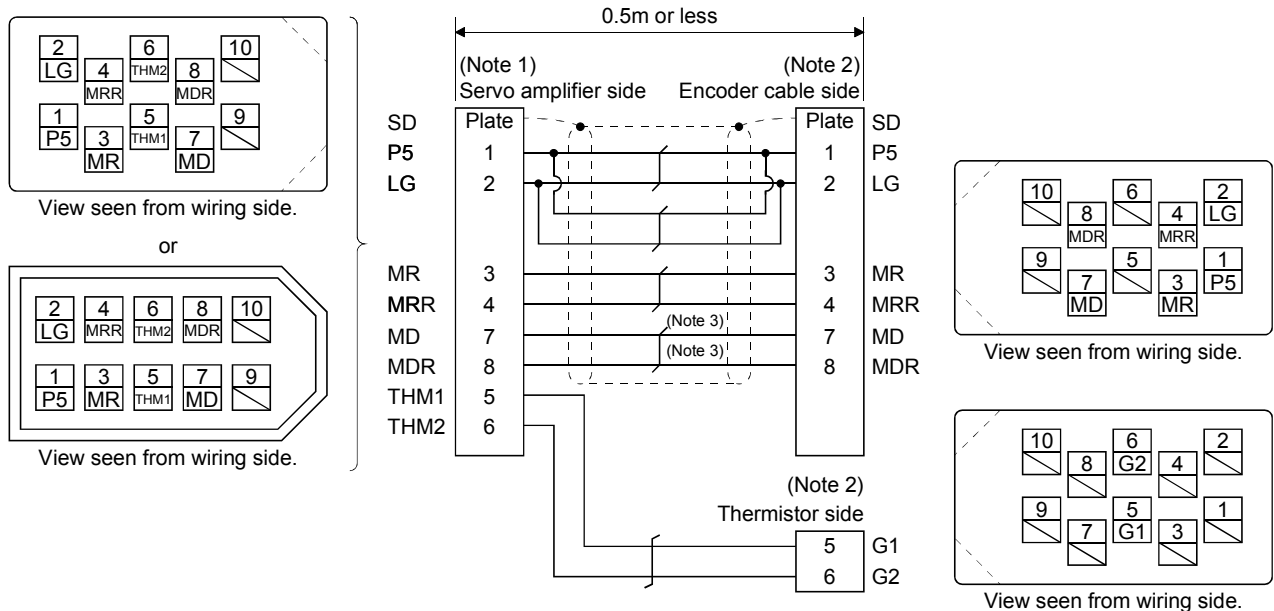 0.5m or less
2 6 10
LG 4 THM2 8
MRR MDR
1 5 9
P5 3 THM1 7
MR MD
View seen from wiring side.
or
2 4 6 8 10
LG MRR THM2 MDR
1 3 5 7 9
P5 MR THM1 MD
View seen from wiring side.
(Note 1)
Servo amplifier side
(Note 2)
Encoder cable side
SD Plate Plate SD
P5 1 1 P5
LG 2 2 LG
MR 3 3 MR
MRR 4 4 MRR
(Note 3)
MD 7 7 MD
(Note 3)
MDR 8 8 MDR
THM1 5
THM2 6
(Note 2)
Thermistor side
5 G1
6 G2
10 6 2
8 4 LG
MDR MRR
9 5 1
7 3 P5
MD MR
View seen from wiring side.
10 6 2
8 G2 4
9 5 1
7 G1 3
View seen from wiring side.